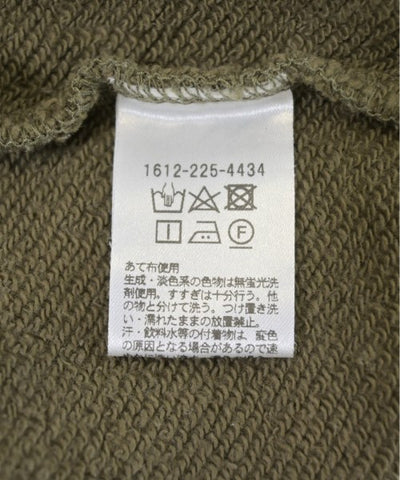 1612-225-4434
F
あて布使用
生成・淡色系の色物は無蛍光洗
剤使用。すすぎは十分行う。他
の物と分けて洗う。つけ置き洗
い・濡れたままの放置禁止。
汗・飲料水等の付着物は、変色
の原因となる場合があるので速